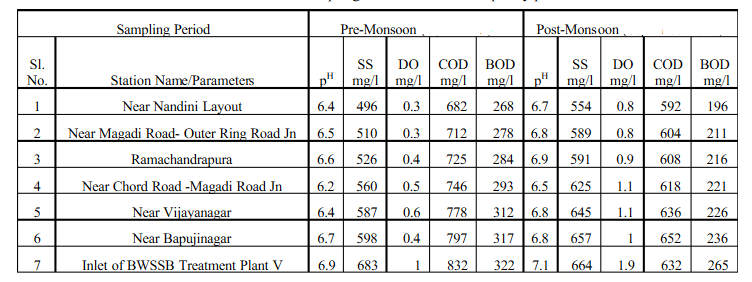 Sampling Period Pre-Monsoon Post-Monsoon
Sl. No. Station Name/Parameters pH SS mg/l DO mg/l COD mg/l BOD mg/l pH SS mg/l DO mg/l COD mg/l BOD mg/l
1 Near Nandini Layout 6.4 496 0.3 682 268 6.7 554 0.8 592 196
2 Near Magadi Road- Outer Ring Road Jn 6.5 510 0.3 712 278 6.8 589 0.8 604 211
3 Ramachandrapura 6.6 526 0.4 725 284 6.9 591 0.9 608 216
4 Near Chord Road -Magadi Road Jn 6.2 560 0.5 746 293 6.5 625 1.1 618 221
5 Near Vijayanagar 6.4 587 0.6 778 312 6.8 645 1.1 636 226
6 Near Bapujinagar 6.7 598 0.4 797 317 6.8 657 1 652 236
7 Inlet of BWSSB Treatment Plant V 6.9 683 1 832 322 7.1 664 1.9 632 265